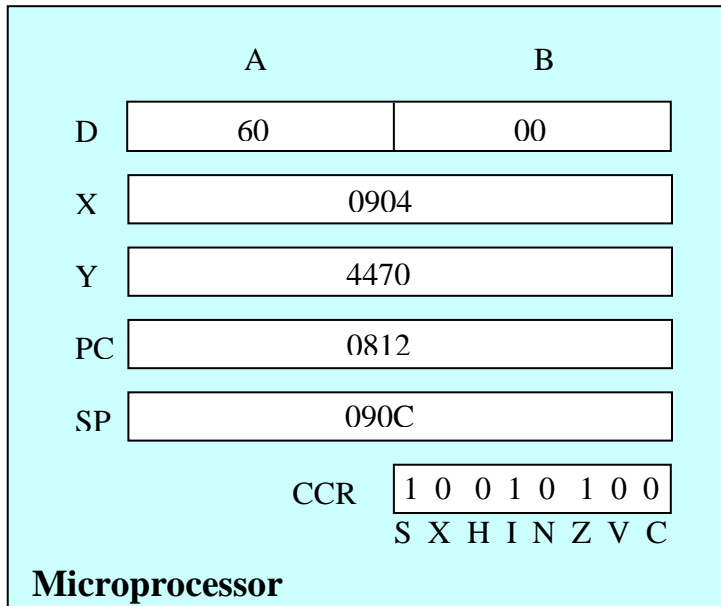 A B
D 60 00
X 0904
Y 4470
PC 0812
SP 090C
CCR 1 0 0 1 0 1 0 0
S X H I N Z V C
Microprocessor